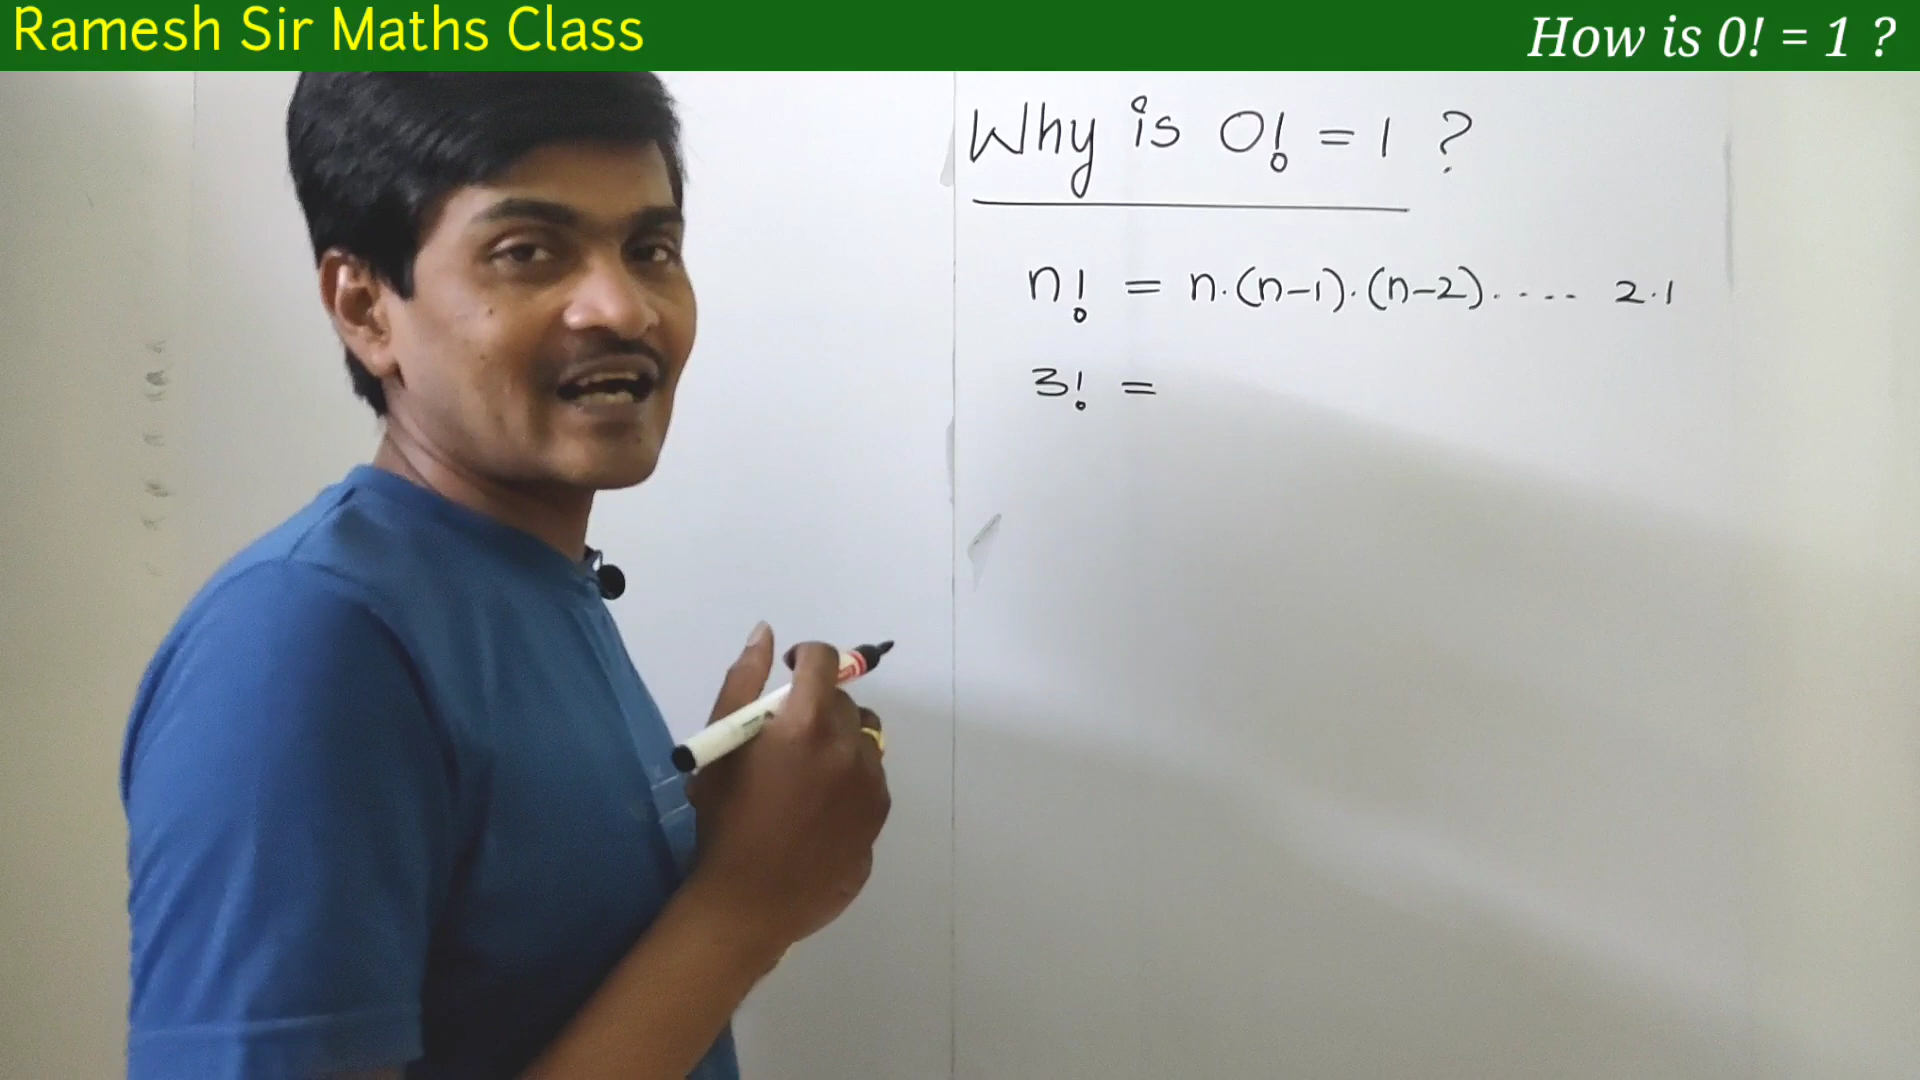 Ramesh Sir Maths Class
How is 0! = 1 ?
Why is 0! = 1 ?
n! = n.(n-1).(n-2)..... 2.1
3! =